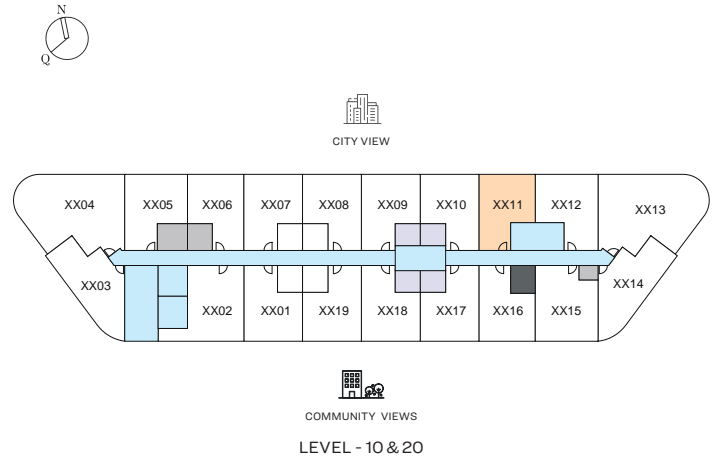 N
Q
CITY VIEW
XX04 XX05 XX06 XX07 XX08 XX09 XX10 XX11 XX12 XX13
XX03 XX02 XX01 XX19 XX18 XX17 XX16 XX15 XX14
COMMUNITY VIEWS
LEVEL - 10 & 20